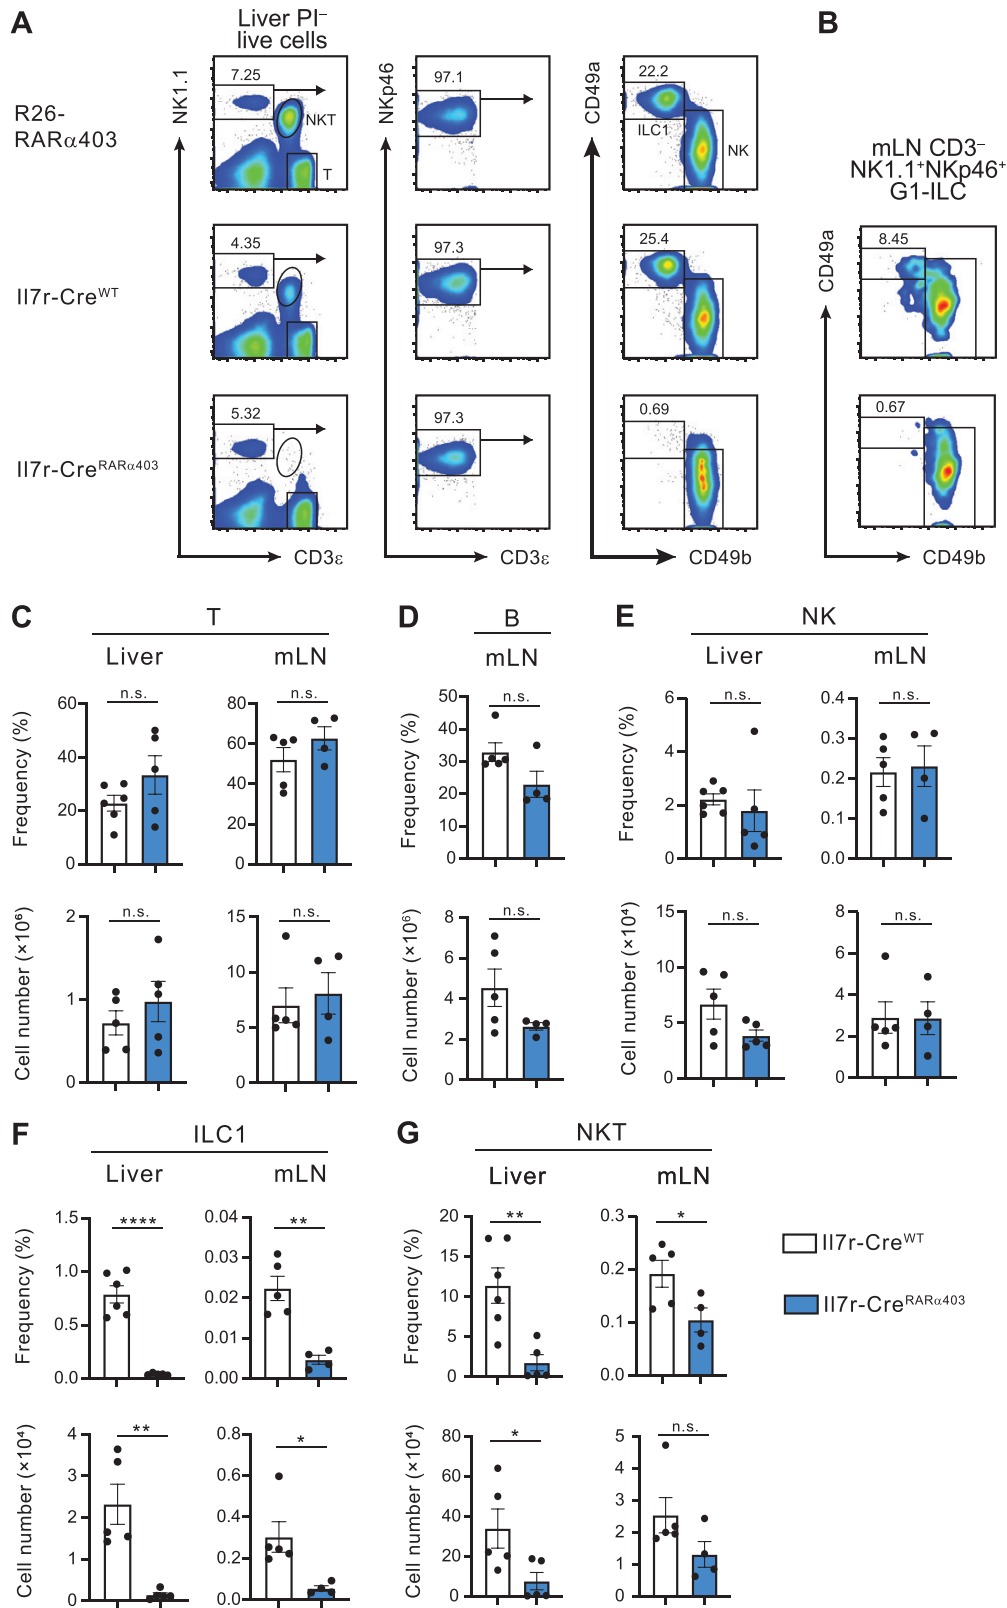 A
Liver PI⁻
live cells
B
R26-
RARα403
NK1.1
7.25
NKT
T
NKp46
97.1
CD49a
22.2
ILC1
NK
mLN CD3⁻
NK1.1⁺NKp46⁺
G1-ILC
Il7r-Cre^WT
4.35
97.3
25.4
CD49a
8.45
Il7r-Cre^RARα403
5.32
97.3
0.69
0.67
CD3ε
CD3ε
CD49b
CD49b
C
T
Liver
mLN
Frequency (%)
n.s.
60
40
20
0
n.s.
80
60
40
20
0
Cell number (×10⁶)
n.s.
2
1
0
n.s.
15
10
5
0
D
B
mLN
Frequency (%)
n.s.
50
40
30
20
10
0
Cell number (×10⁶)
n.s.
8
6
4
2
0
E
NK
Liver
mLN
Frequency (%)
n.s.
6
4
2
0
n.s.
0.4
0.3
0.2
0.1
0.0
Cell number (×10⁴)
n.s.
15
10
5
0
n.s.
8
6
4
2
0
F
ILC1
Liver
mLN
Frequency (%)
****
1.5
1.0
0.5
0.0
**
0.04
0.03
0.02
0.01
0.00
Cell number (×10⁴)
**
4
3
2
1
0
*
0.8
0.6
0.4
0.2
0.0
G
NKT
Liver
mLN
Frequency (%)
**
20
15
10
5
0
*
0.3
0.2
0.1
0.0
Cell number (×10⁴)
*
80
60
40
20
0
n.s.
5
4
3
2
1
0
Il7r-Cre^WT
Il7r-Cre^RARα403